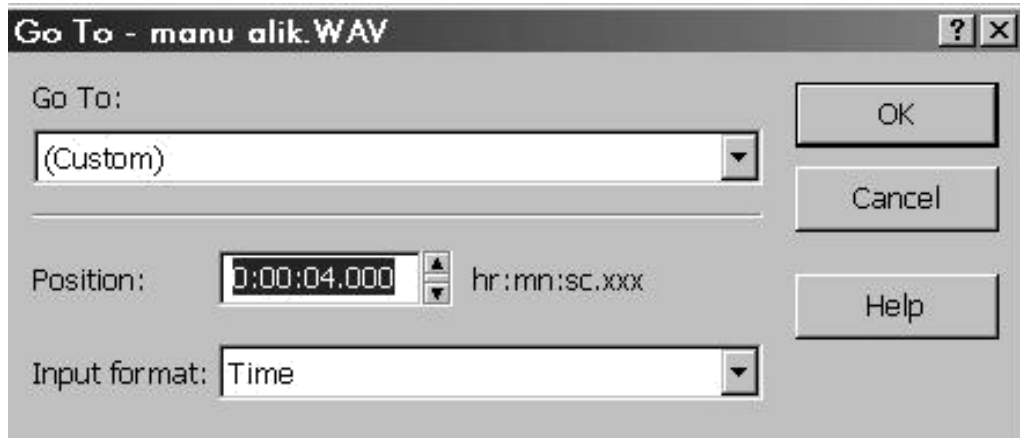 Go To - manu alik.WAV
Go To:
OK
(Custom)
Cancel
Position: 0:00:04.000 hr:mn:sc.xxx
Help
Input format: Time